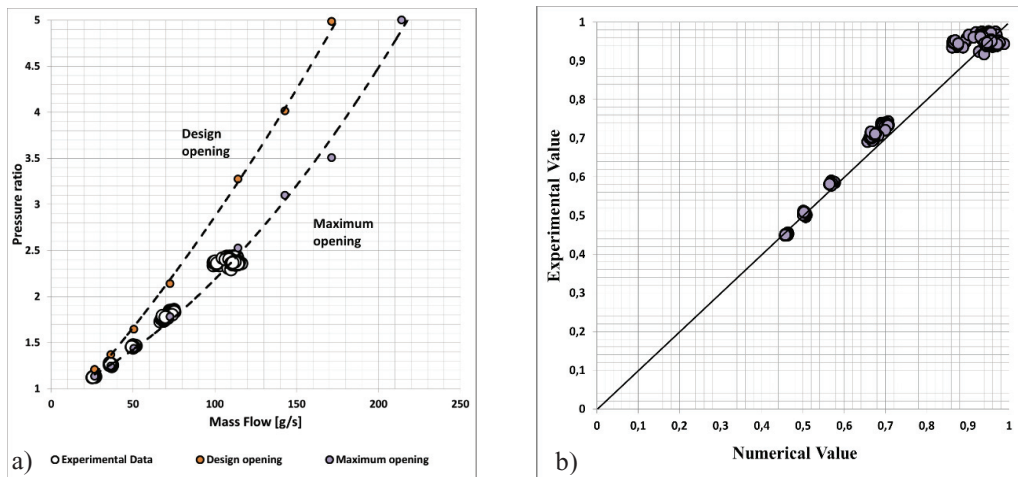 a)
Pressure ratio
5
4.5
4
3.5
3
2.5
2
1.5
1
0 50 100 150 200 250
Mass Flow [g/s]
Design
opening
Maximum
opening
Experimental Data Design opening Maximum opening
b)
Experimental Value
1
0,9
0,8
0,7
0,6
0,5
0,4
0,3
0,2
0,1
0
0 0,1 0,2 0,2 0,3 0,4 0,5 0,6 0,7 0,8 0,9 1
Numerical Value